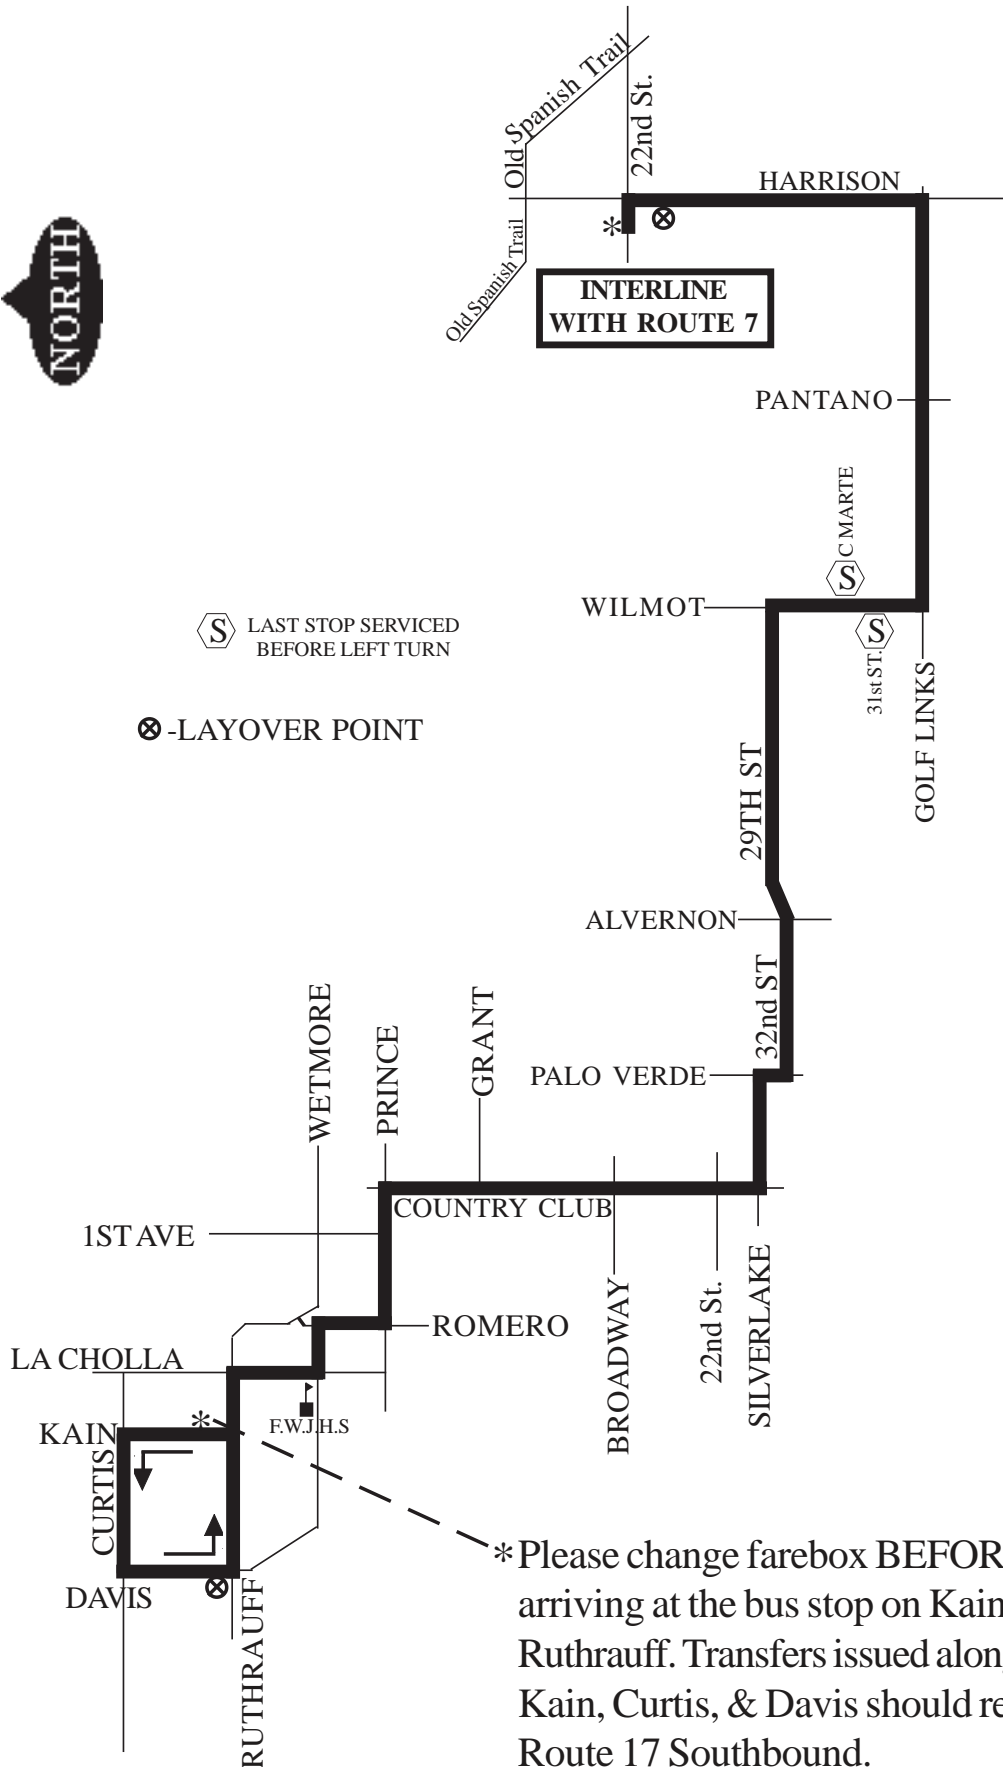 Old Spanish Trail
22nd St.
HARRISON
Old Spanish Trail
NORTH
INTERLINE
WITH ROUTE 7
PANTANO
C MARTE
S
WILMOT
S
31st ST.
GOLF LINKS
S LAST STOP SERVICED
BEFORE LEFT TURN
-LAYOVER POINT
29TH ST
ALVERNON
32nd ST
WETMORE
PRINCE
GRANT
PALO VERDE
COUNTRY CLUB
1ST AVE
BROADWAY
22nd St.
SILVERLAKE
ROMERO
LA CHOLLA
KAIN
*
F.W.J.H.S
CURTIS
DAVIS
RUTHRAUFF
*
*Please change farebox BEFOR
arriving at the bus stop on Kain
Ruthrauff. Transfers issued alon
Kain, Curtis, & Davis should re
Route 17 Southbound.